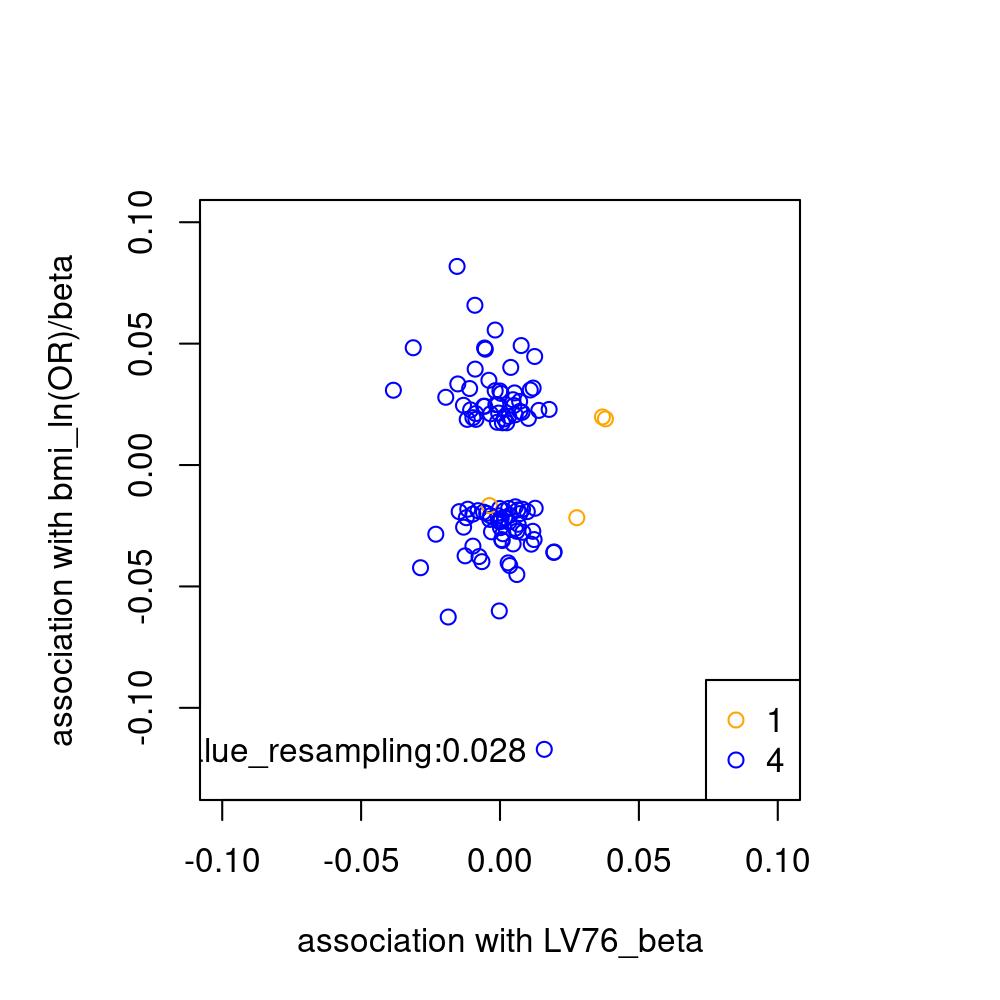 association with bmi_ln(OR)/beta
0.10
0.05
0.00
-0.05
-0.10
lue_resampling:0.028
1
4
-0.10 -0.05 0.00 0.05 0.10
association with LV76_beta